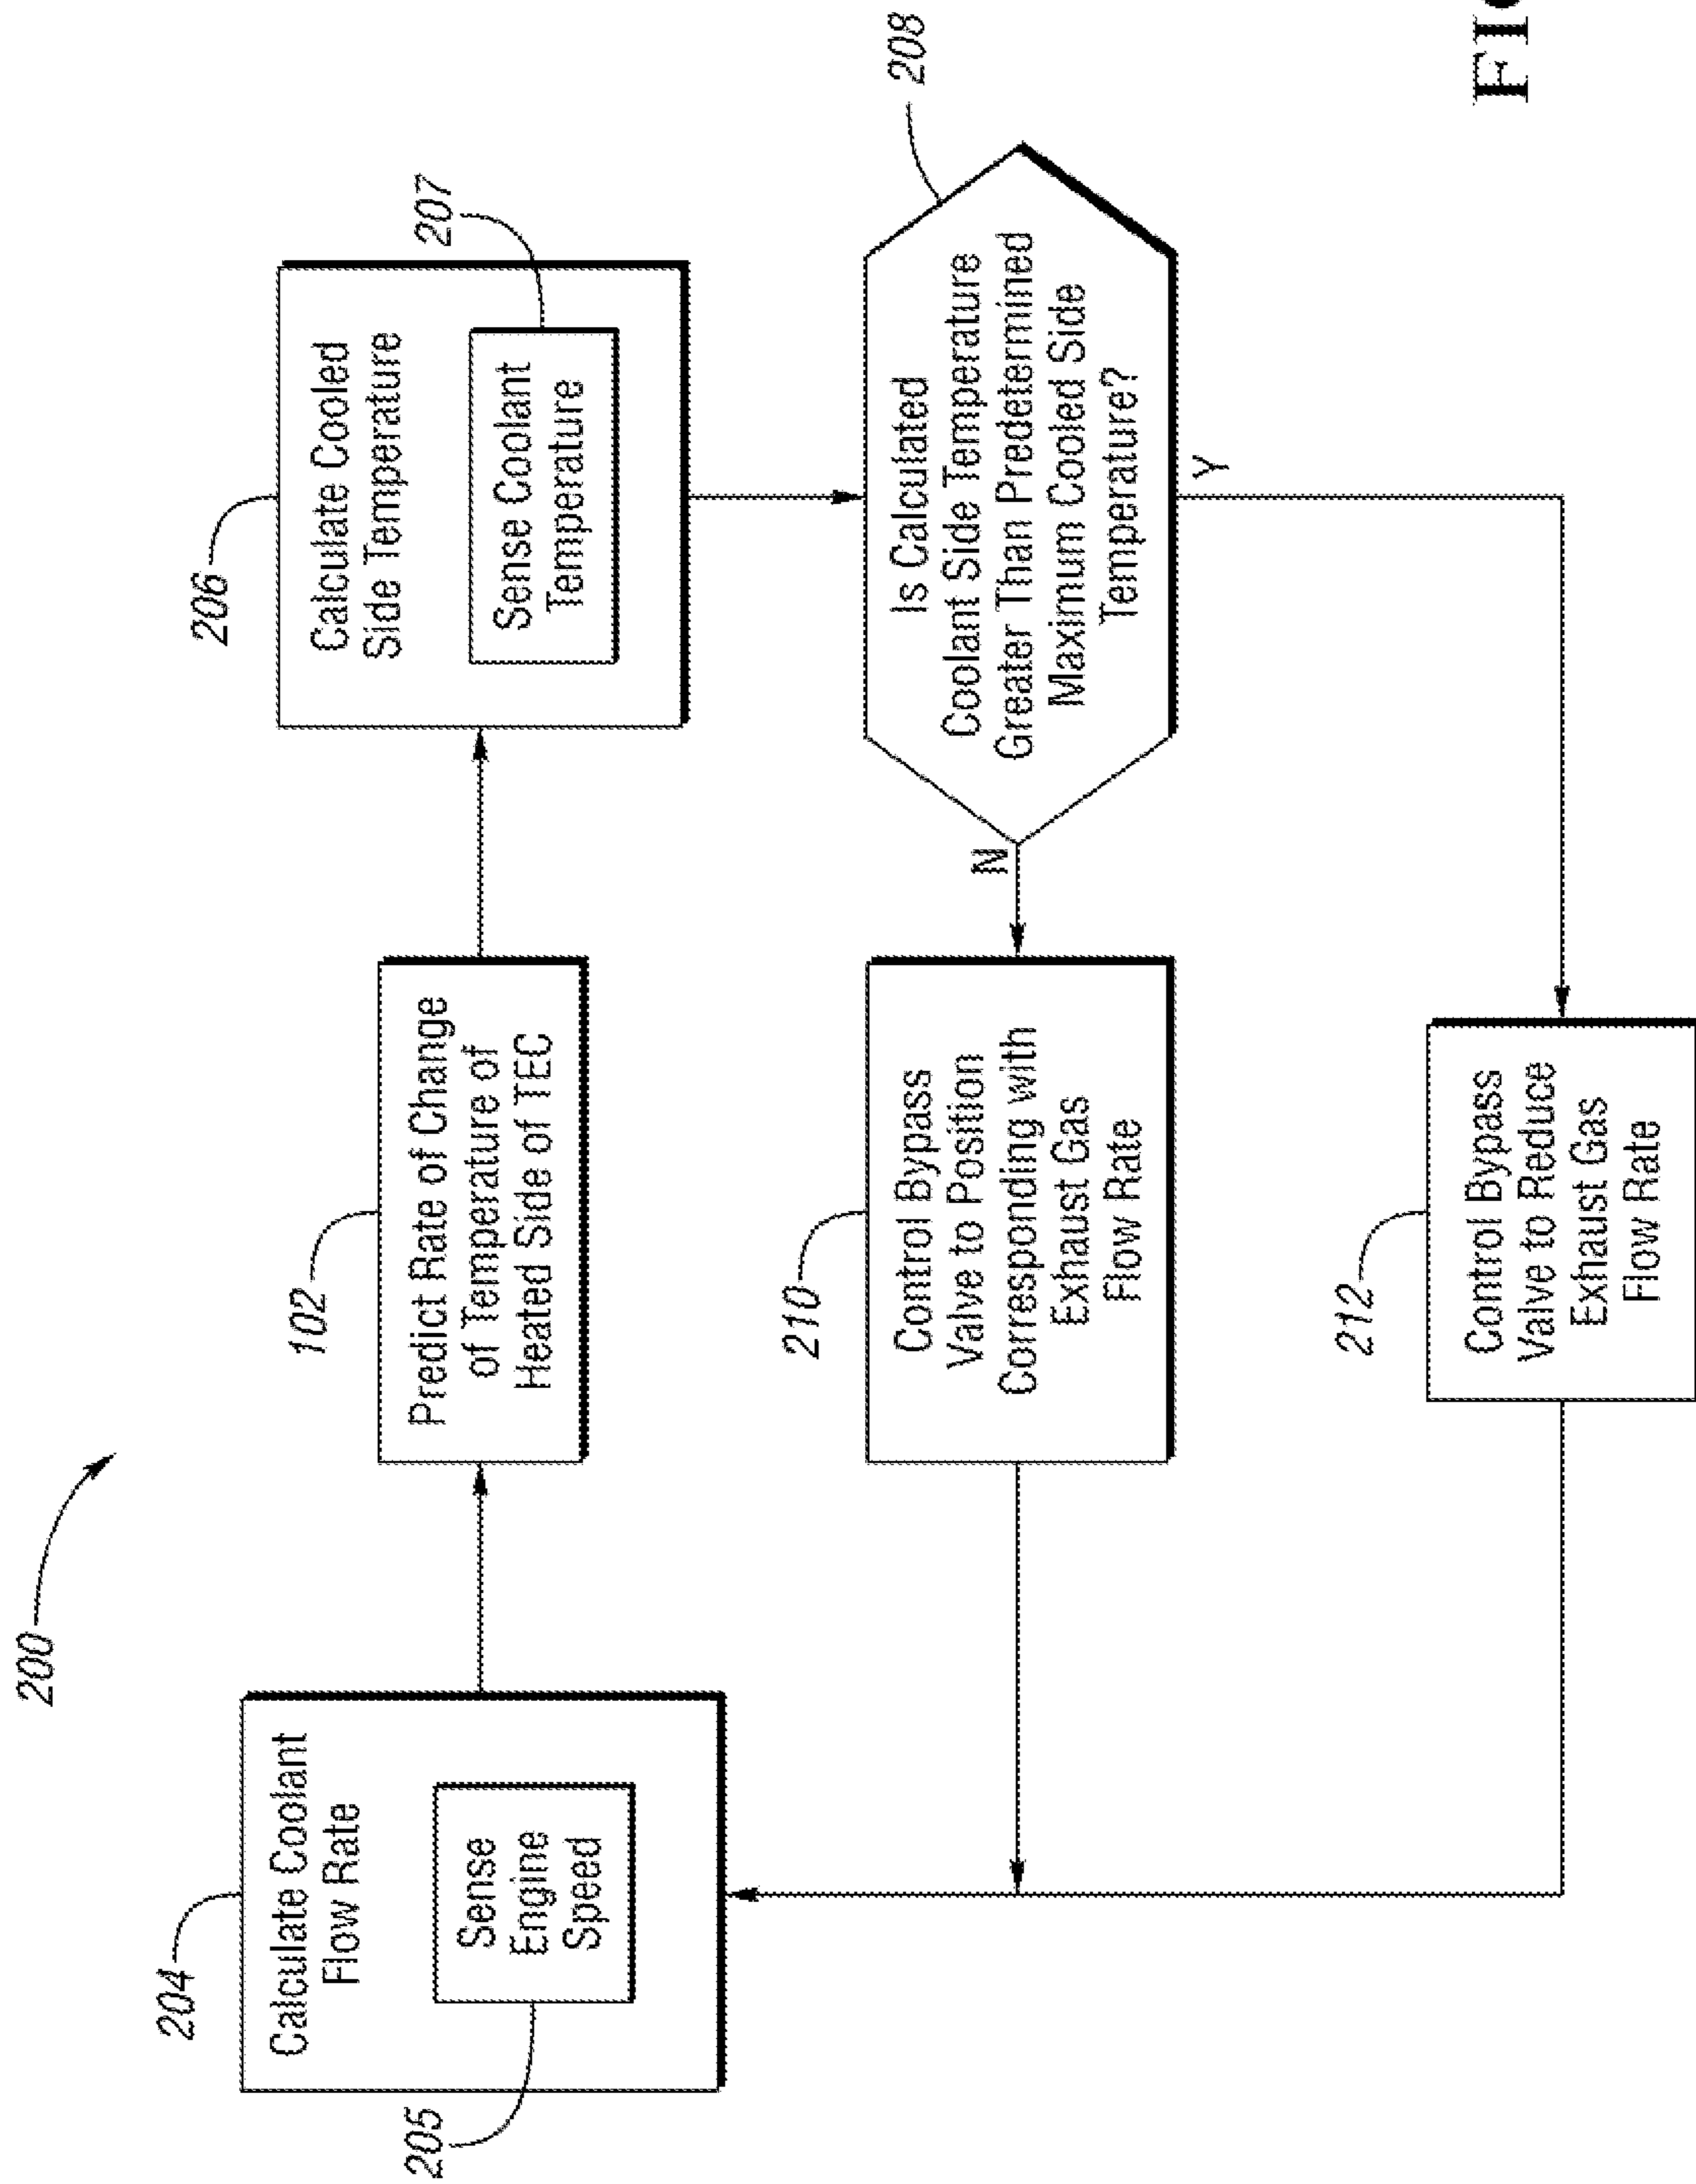 200
204
Calculate Coolant
Flow Rate
205
Sense
Engine
Speed
102
Predict Rate of Change
of Temperature of
Heated Side of TEC
206
Calculate Cooled
Side Temperature
207
Sense Coolant
Temperature
208
Is Calculated
Coolant Side Temperature
Greater Than Predetermined
Maximum Cooled Side
Temperature?
N
Y
210
Control Bypass
Valve to Position
Corresponding with
Exhaust Gas
Flow Rate
212
Control Bypass
Valve to Reduce
Exhaust Gas
Flow Rate